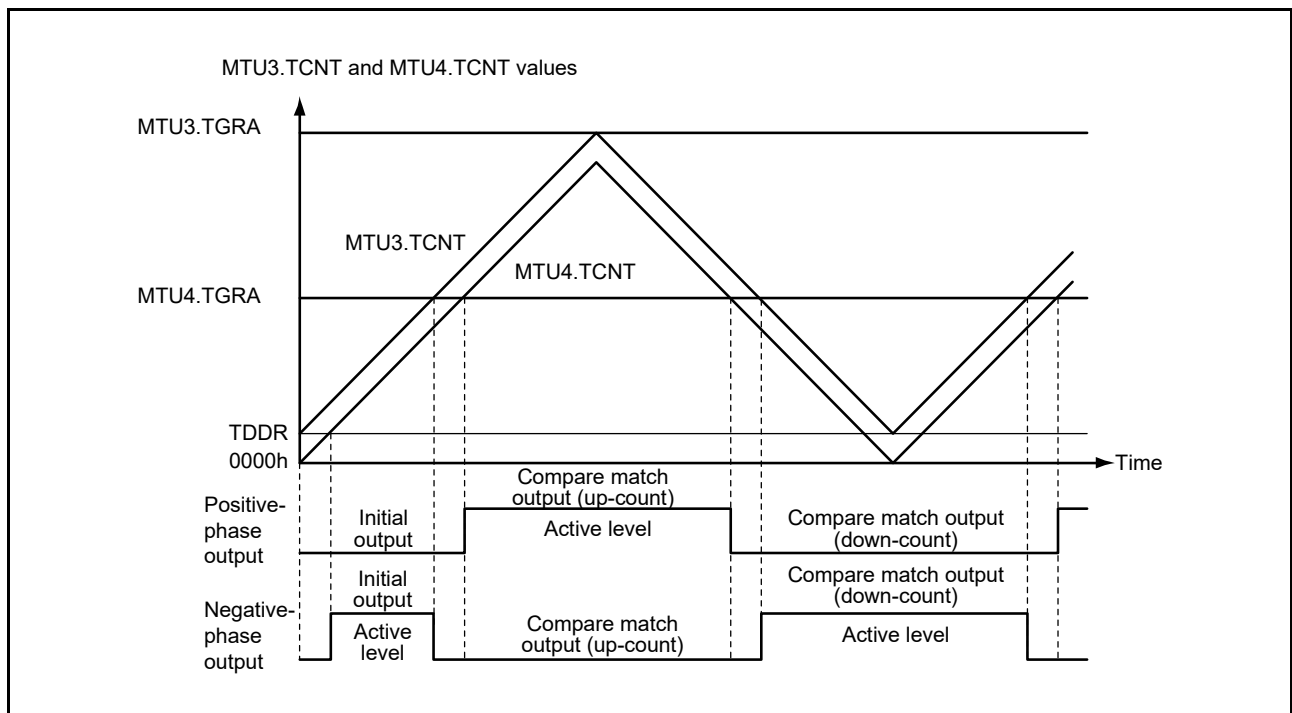 MTU3.TCNT and MTU4.TCNT values
MTU3.TGRA
MTU3.TCNT
MTU4.TCNT
MTU4.TGRA
TDDR
0000h
Time
Positive-
phase
output
Initial
output
Compare match
output (up-count)
Active level
Compare match output
(down-count)
Negative-
phase
output
Initial
output
Active
level
Compare match
output (up-count)
Compare match output
(down-count)
Active level